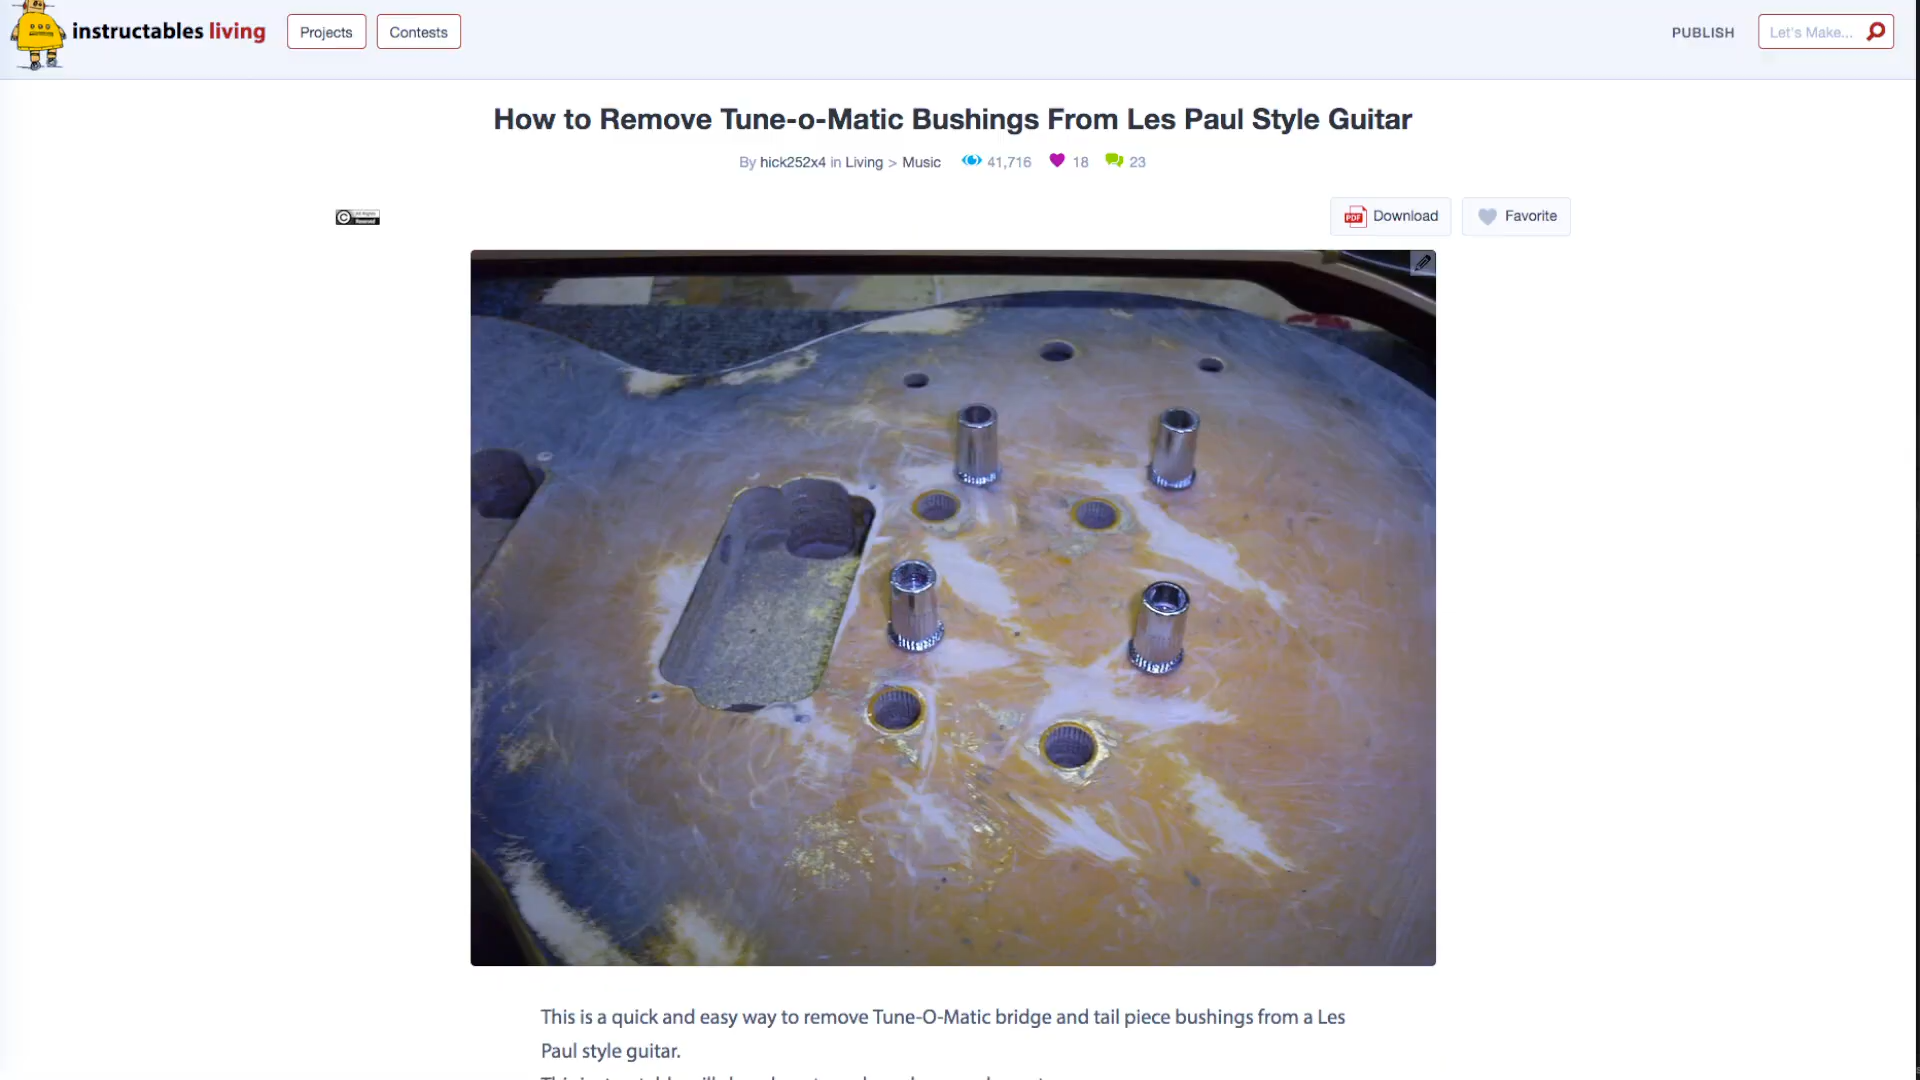 instructables living
Projects
Contests
PUBLISH
Let's Make...
How to Remove Tune-o-Matic Bushings From Les Paul Style Guitar
By hick252x4 in Living > Music 41,716 18 23
PDF Download
Favorite
This is a quick and easy way to remove Tune-O-Matic bridge and tail piece bushings from a Les
Paul style guitar.